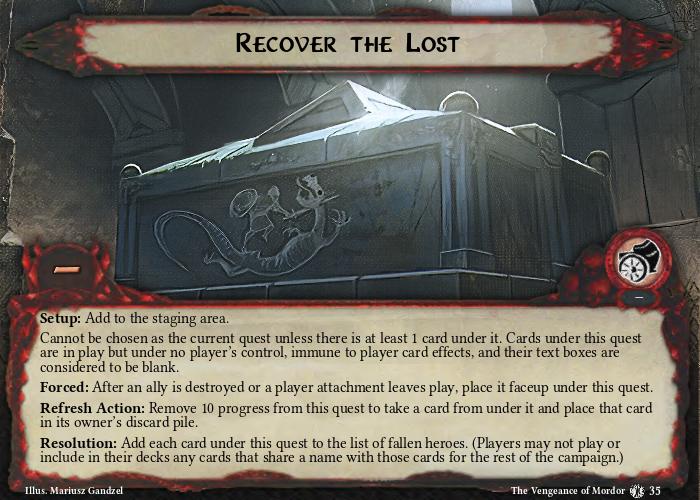 Recover the Lost
–
–
Setup: Add to the staging area.
Cannot be chosen as the current quest unless there is at least 1 card under it. Cards under this quest
are in play but under no player's control, immune to player card effects, and their text boxes are
considered to be blank.
Forced: After an ally is destroyed or a player attachment leaves play, place it faceup under this quest.
Refresh Action: Remove 10 progress from this quest to take a card from under it and place that card
in its owner's discard pile.
Resolution: Add each card under this quest to the list of fallen heroes. (Players may not play or
include in their decks any cards that share a name with those cards for the rest of the campaign.)
Illus. Mariusz Gandzel
The Vengeance of Mordor 35